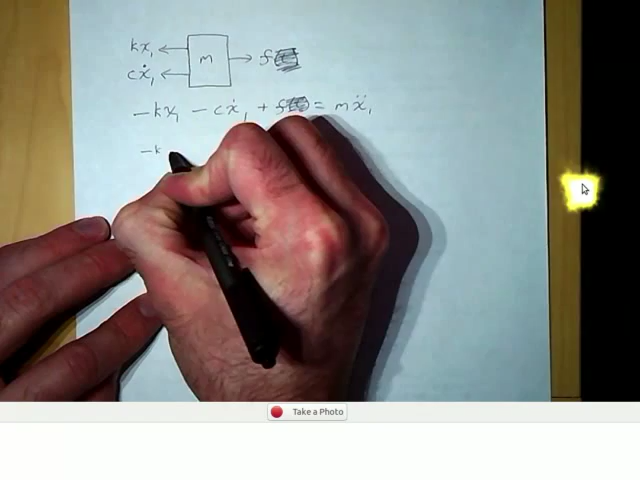 kx₁ m f
cẋ₁
-kx₁ - cẋ₁ + f = mẍ₁
-k
Take a Photo